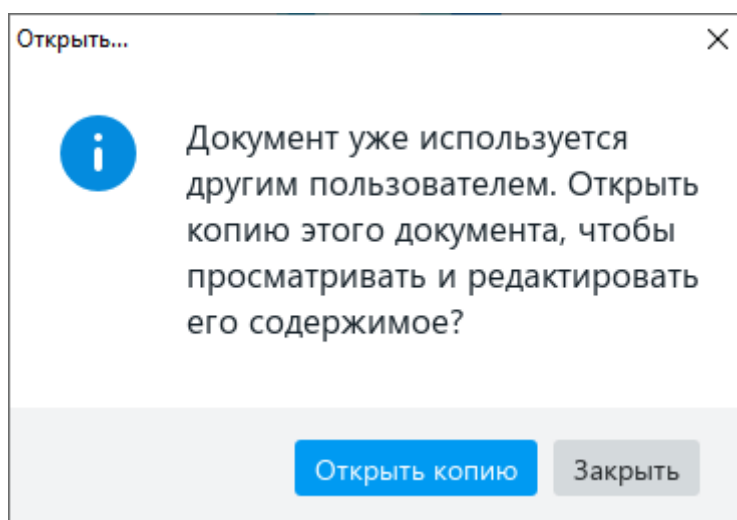 Открыть...
Документ уже используется
другим пользователем. Открыть
копию этого документа, чтобы
просматривать и редактировать
его содержимое?
Открыть копию
Закрыть